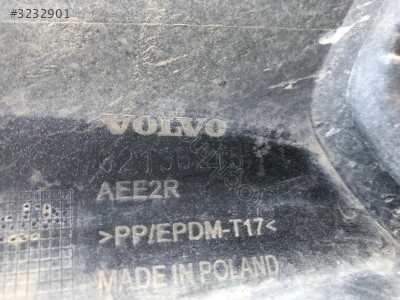 #3232901
VOLVO
AEE2R
>PP/EPDM-T17<
MADE IN POLAND